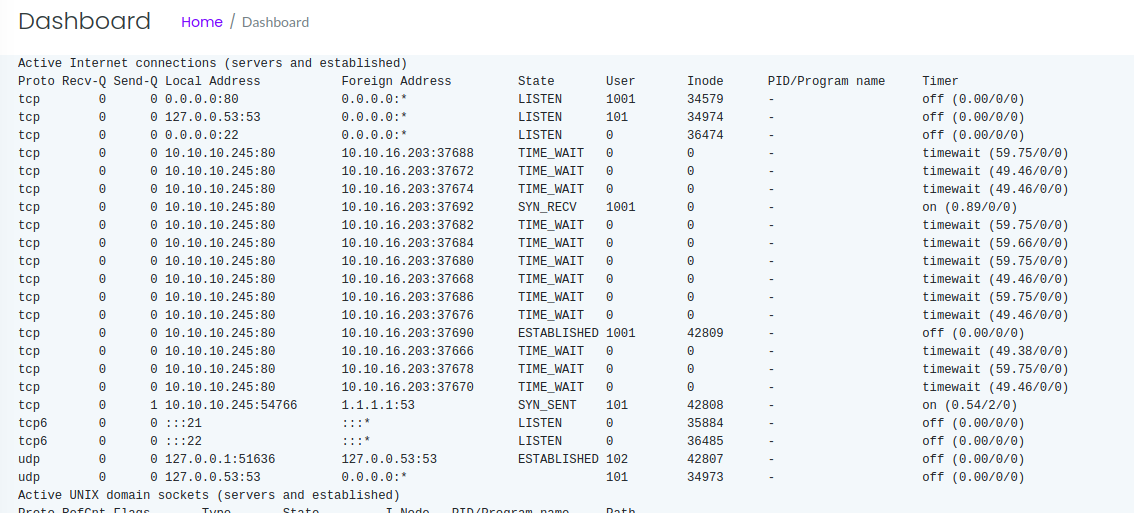 Dashboard Home / Dashboard
Active Internet connections (servers and established)
Proto Recv-Q Send-Q Local Address           Foreign Address         State       User       Inode      PID/Program name     Timer
tcp        0      0 0.0.0.0:80              0.0.0.0:*               LISTEN      1001       34579      -                    off (0.00/0/0)
tcp        0      0 127.0.0.53:53           0.0.0.0:*               LISTEN      101        34974      -                    off (0.00/0/0)
tcp        0      0 0.0.0.0:22              0.0.0.0:*               LISTEN      0          36474      -                    off (0.00/0/0)
tcp        0      0 10.10.10.245:80         10.10.16.203:37688      TIME_WAIT   0          0          -                    timewait (59.75/0/0)
tcp        0      0 10.10.10.245:80         10.10.16.203:37672      TIME_WAIT   0          0          -                    timewait (49.46/0/0)
tcp        0      0 10.10.10.245:80         10.10.16.203:37674      TIME_WAIT   0          0          -                    timewait (49.46/0/0)
tcp        0      0 10.10.10.245:80         10.10.16.203:37692      SYN_RECV    1001       0          -                    on (0.89/0/0)
tcp        0      0 10.10.10.245:80         10.10.16.203:37682      TIME_WAIT   0          0          -                    timewait (59.75/0/0)
tcp        0      0 10.10.10.245:80         10.10.16.203:37684      TIME_WAIT   0          0          -                    timewait (59.66/0/0)
tcp        0      0 10.10.10.245:80         10.10.16.203:37680      TIME_WAIT   0          0          -                    timewait (59.75/0/0)
tcp        0      0 10.10.10.245:80         10.10.16.203:37668      TIME_WAIT   0          0          -                    timewait (49.46/0/0)
tcp        0      0 10.10.10.245:80         10.10.16.203:37686      TIME_WAIT   0          0          -                    timewait (59.75/0/0)
tcp        0      0 10.10.10.245:80         10.10.16.203:37676      TIME_WAIT   0          0          -                    timewait (49.46/0/0)
tcp        0      0 10.10.10.245:80         10.10.16.203:37690      ESTABLISHED 1001       42809      -                    off (0.00/0/0)
tcp        0      0 10.10.10.245:80         10.10.16.203:37666      TIME_WAIT   0          0          -                    timewait (49.38/0/0)
tcp        0      0 10.10.10.245:80         10.10.16.203:37678      TIME_WAIT   0          0          -                    timewait (59.75/0/0)
tcp        0      0 10.10.10.245:80         10.10.16.203:37670      TIME_WAIT   0          0          -                    timewait (49.46/0/0)
tcp        0      1 10.10.10.245:54766      1.1.1.1:53              SYN_SENT    101        42808      -                    on (0.54/2/0)
tcp6       0      0 :::21                   :::*                    LISTEN      0          35884      -                    off (0.00/0/0)
tcp6       0      0 :::22                   :::*                    LISTEN      0          36485      -                    off (0.00/0/0)
udp        0      0 127.0.0.1:51636         127.0.0.53:53           ESTABLISHED 102        42807      -                    off (0.00/0/0)
udp        0      0 127.0.0.53:53           0.0.0.0:*                           101        34973      -                    off (0.00/0/0)
Active UNIX domain sockets (servers and established)
Proto RefCnt Flags       Type       State         I-Node   PID/Program name     Path